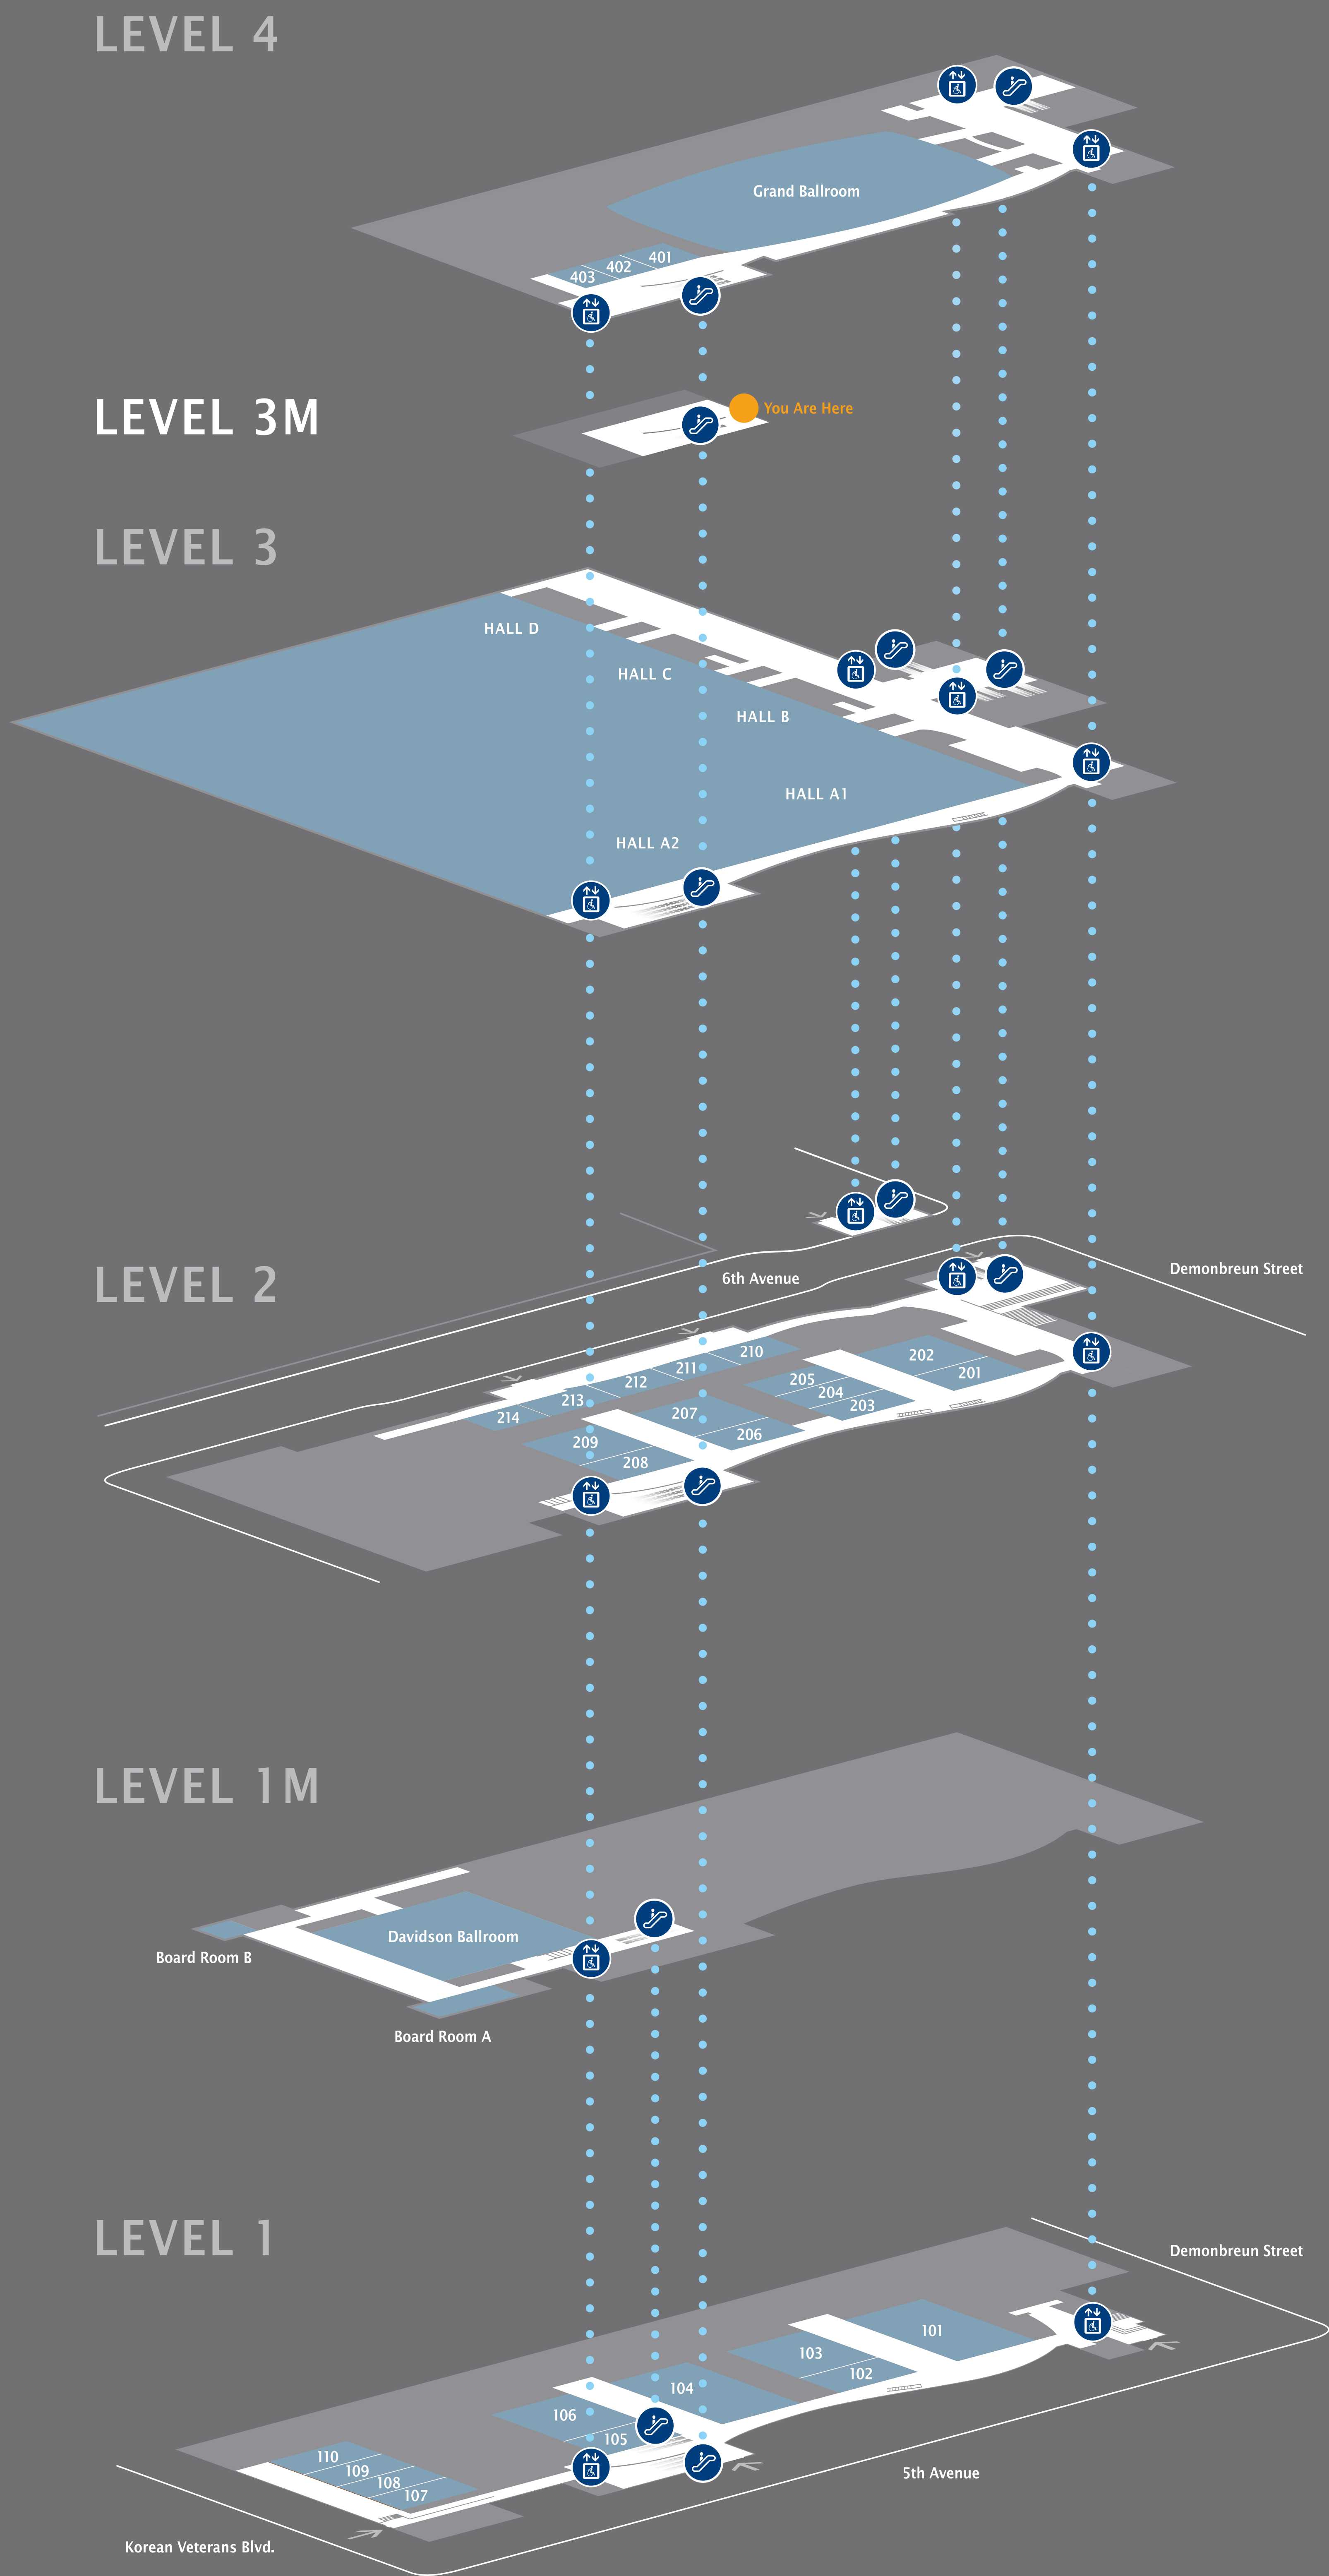 LEVEL 4
Grand Ballroom
401
402
403
LEVEL 3M
You Are Here
LEVEL 3
HALL D
HALL C
HALL B
HALL A1
HALL A2
LEVEL 2
6th Avenue
Demonbreun Street
210
202
211
201
205
212
204
213
203
207
214
206
209
208
LEVEL 1M
Davidson Ballroom
Board Room B
Board Room A
LEVEL 1
Demonbreun Street
101
103
102
104
106
105
110
109
108
107
5th Avenue
Korean Veterans Blvd.